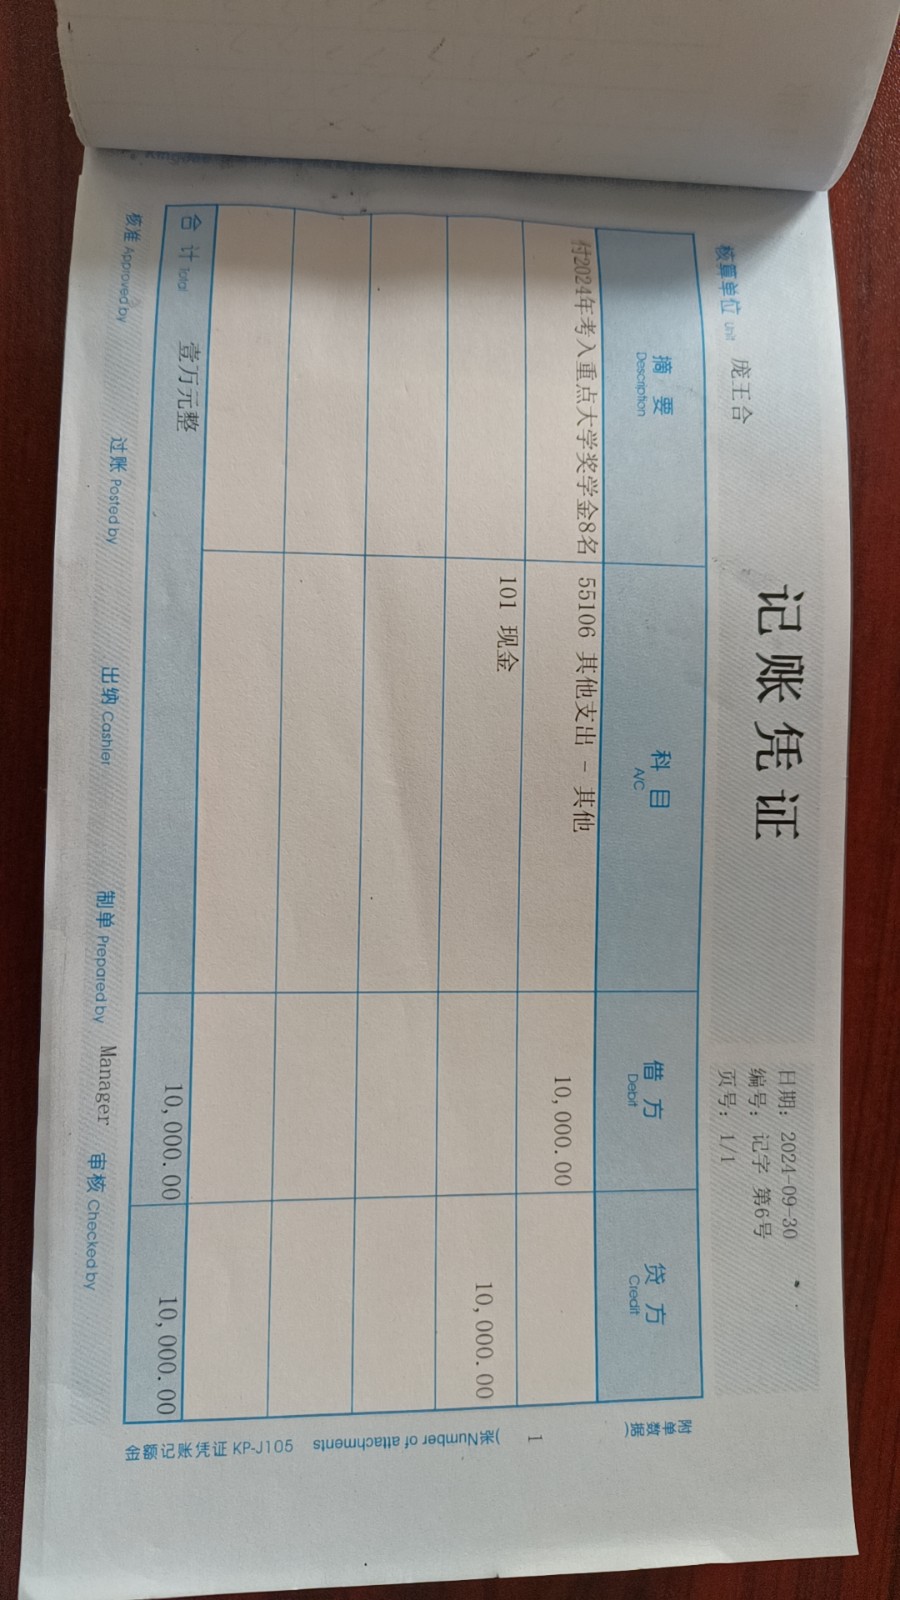 记账凭证
日期: 2024-09-30
编号: 记字 第6号
核算单位 Unit 庞王合 页号: 1/1
摘要 Description 科目 A/C 借方 Debit 贷方 Credit
付2024年考入重点大学奖学金8名 55106 其他支出 - 其他 10,000.00
101 现金 10,000.00
合计 Total 壹万元整 10,000.00 10,000.00
核准 Approved by 过账 Posted by 出纳 Cashier 制单 Prepared by Manager 审核 Checked by
附单数据( 1 )张 Number of attachments
金额记账凭证 KP-J105